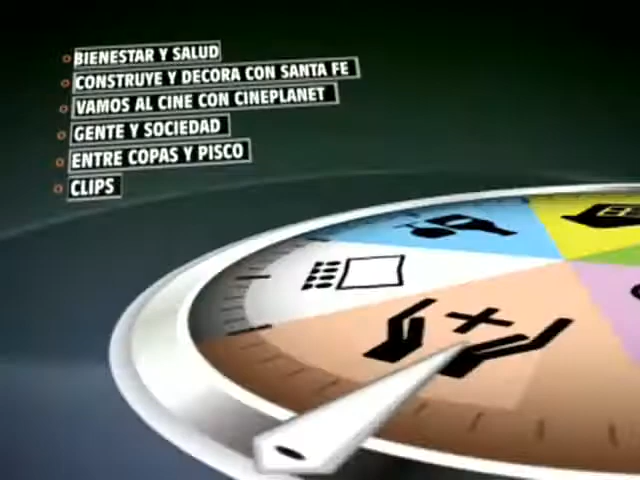 BIENESTAR Y SALUD
CONSTRUYE Y DECORA CON SANTA FE
VAMOS AL CINE CON CINEPLANET
GENTE Y SOCIEDAD
ENTRE COPAS Y PISCO
CLIPS